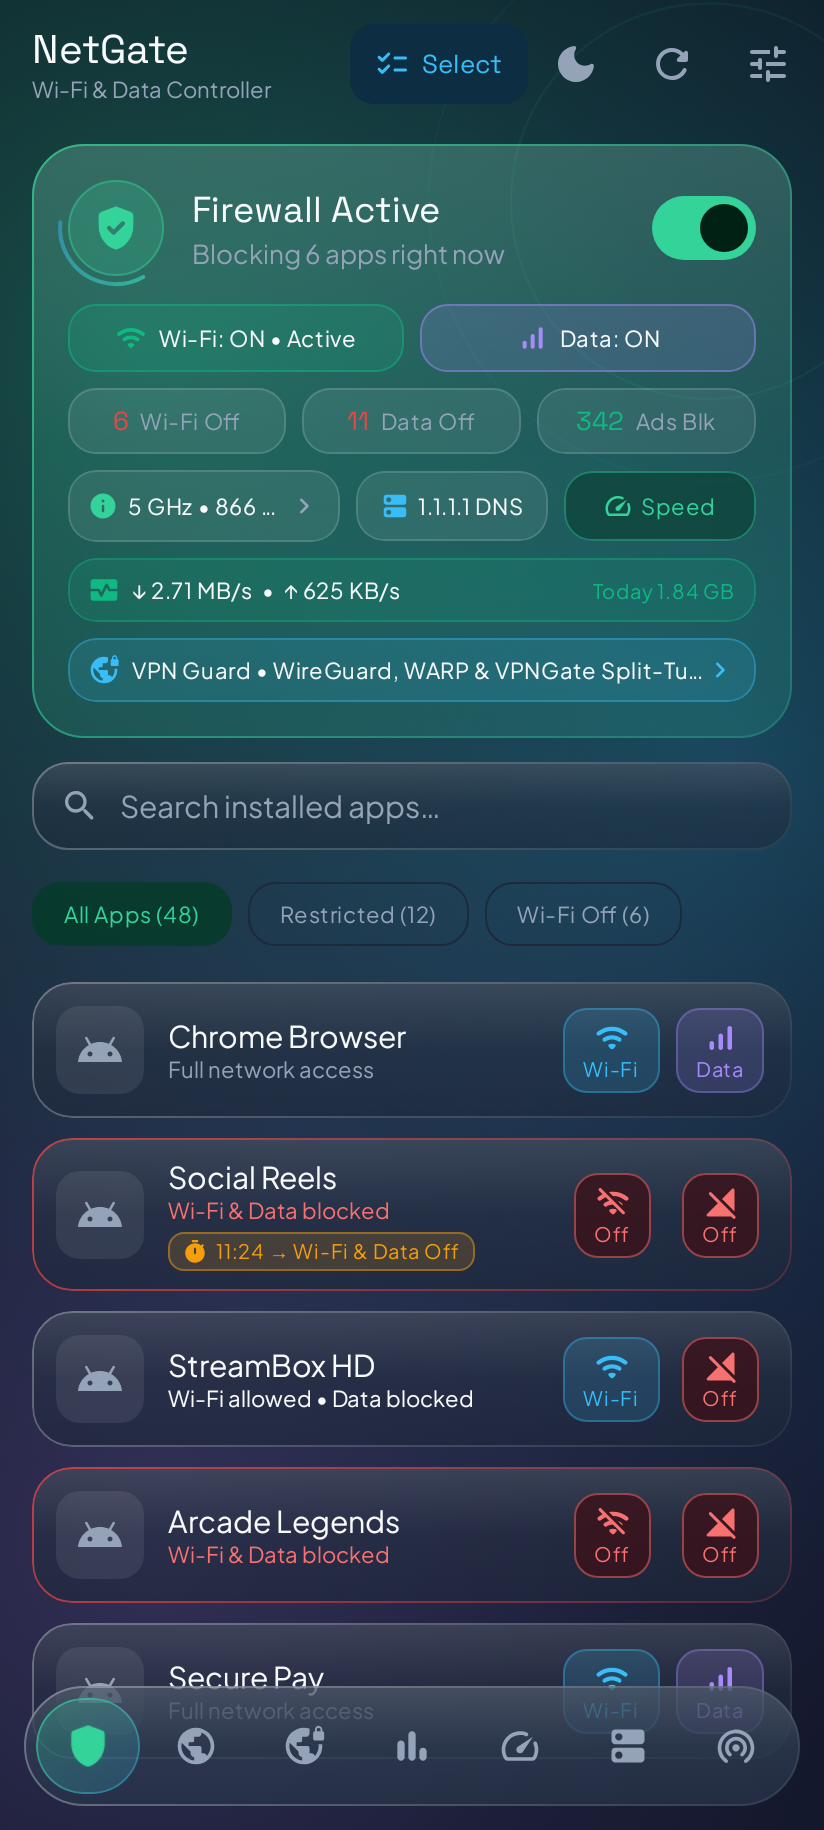 NetGate
Wi-Fi & Data Controller
Select
Firewall Active
Blocking 6 apps right now
Wi-Fi: ON • Active
Data: ON
6 Wi-Fi Off
11 Data Off
342 Ads Blk
5 GHz • 866 ...
1.1.1.1 DNS
Speed
↓ 2.71 MB/s • ↑ 625 KB/s
Today 1.84 GB
VPN Guard • WireGuard, WARP & VPNGate Split-Tu...
Search installed apps...
All Apps (48)
Restricted (12)
Wi-Fi Off (6)
Chrome Browser
Full network access
Wi-Fi
Data
Social Reels
Wi-Fi & Data blocked
11:24 → Wi-Fi & Data Off
Off
Off
StreamBox HD
Wi-Fi allowed • Data blocked
Wi-Fi
Off
Arcade Legends
Wi-Fi & Data blocked
Off
Off
Secure Pay
Full network access
Wi-Fi
Data